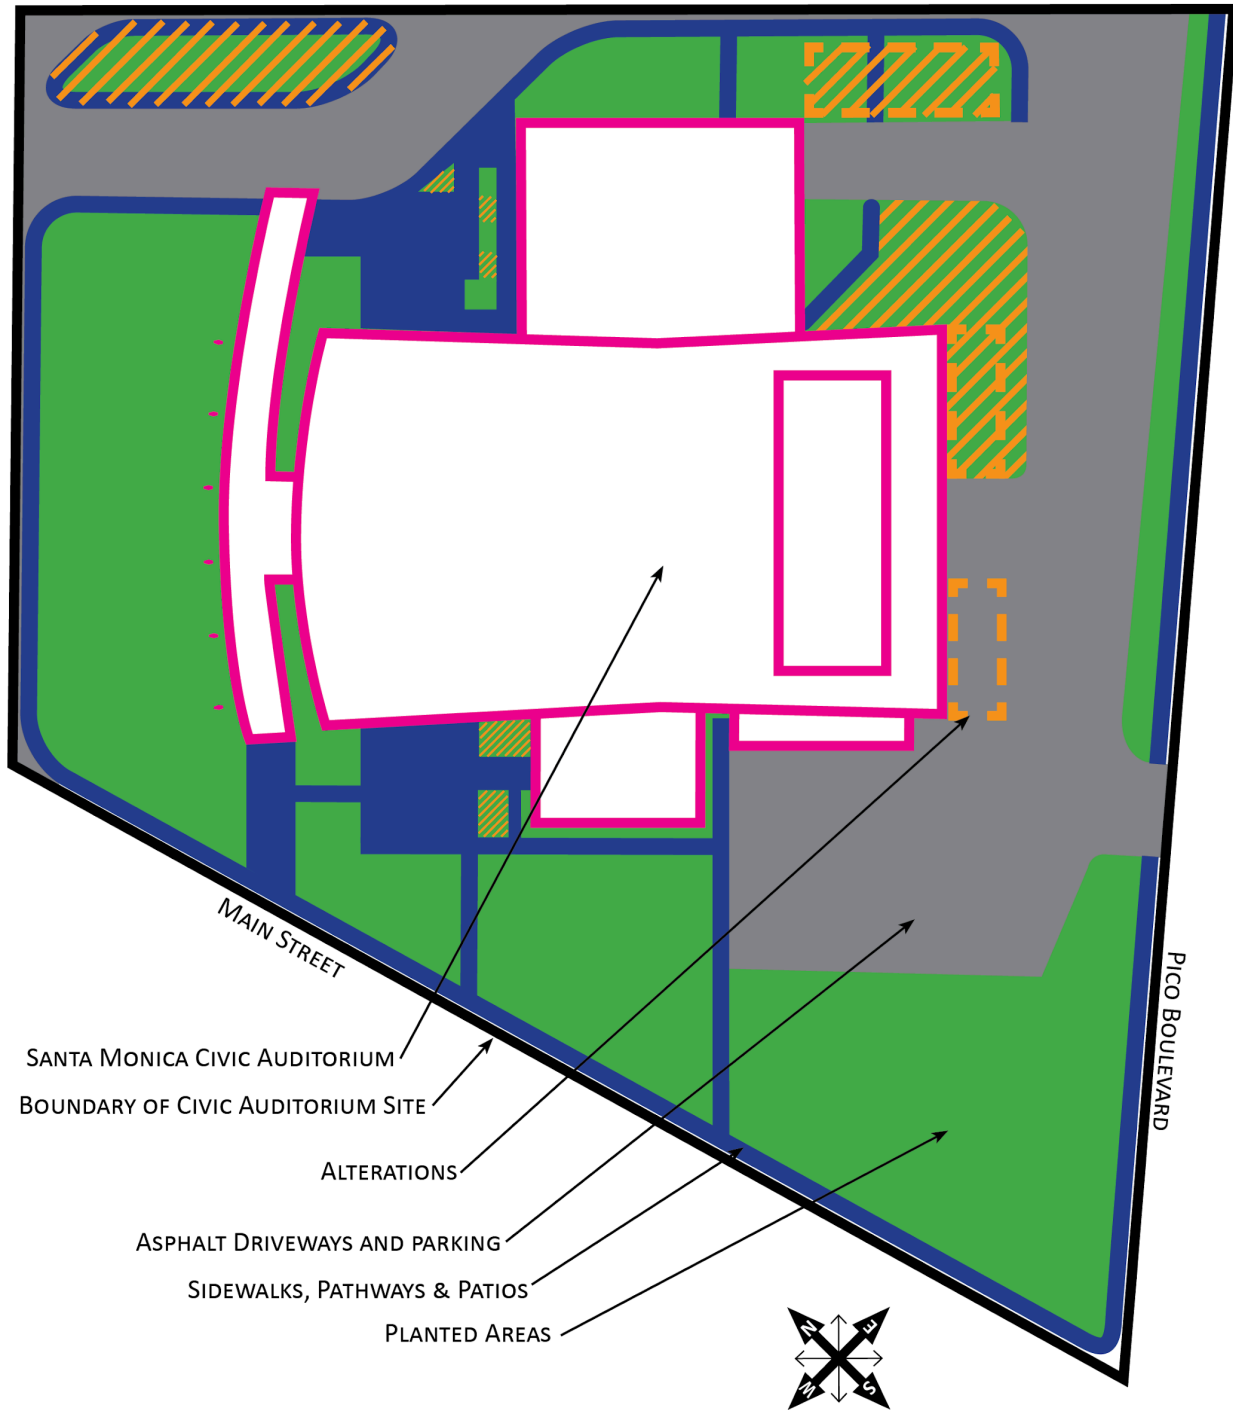 Main Street
Pico Boulevard
Santa Monica Civic Auditorium
Boundary of Civic Auditorium Site
Alterations
Asphalt Driveways and parking
Sidewalks, Pathways & Patios
Planted Areas
N
E
W
S